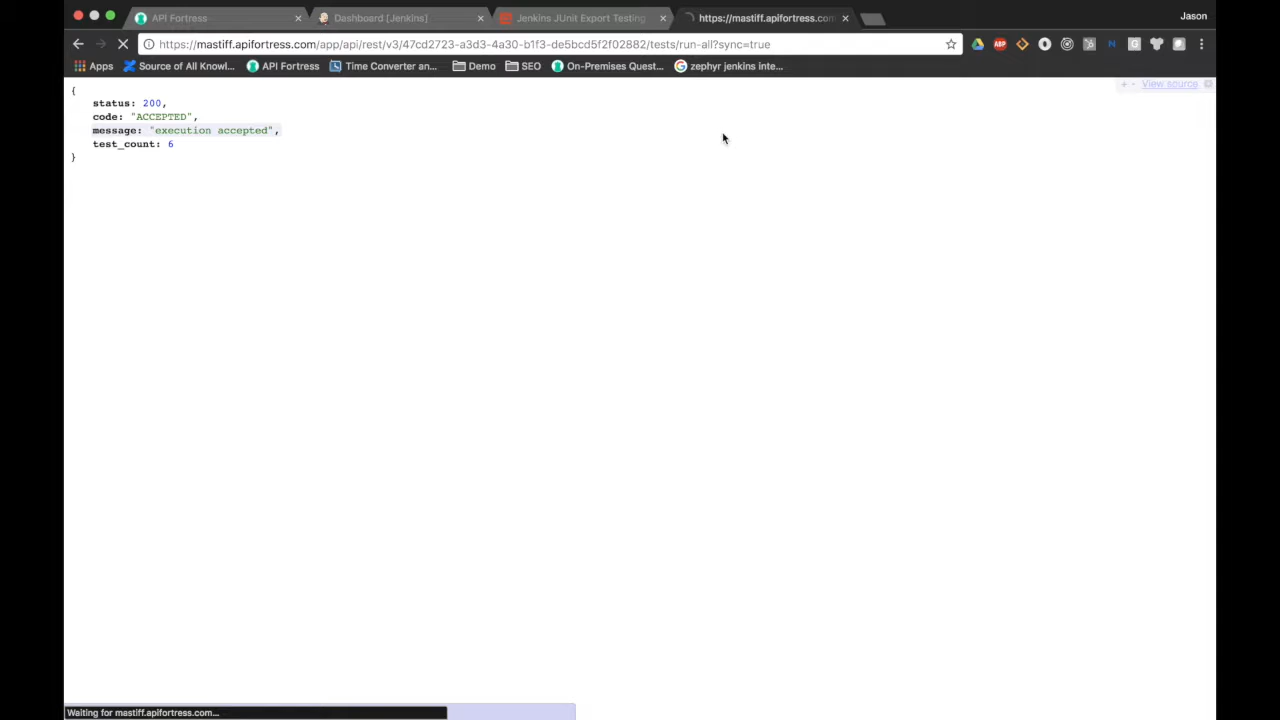 API Fortress
Dashboard [Jenkins]
Jenkins JUnit Export Testing
https://mastiff.apifortress.com
Jason
https://mastiff.apifortress.com/app/api/rest/v3/47cd2723-a3d3-4a30-b1f3-de5bcd5f2f02882/tests/run-all?sync=true
ABP
N
G
Apps
Source of All Knowl...
API Fortress
Time Converter an...
Demo
SEO
On-Premises Quest...
zephyr jenkins inte...
+ - View source
{
status: 200,
code: "ACCEPTED",
message: "execution accepted",
test_count: 6
}
Waiting for mastiff.apifortress.com...